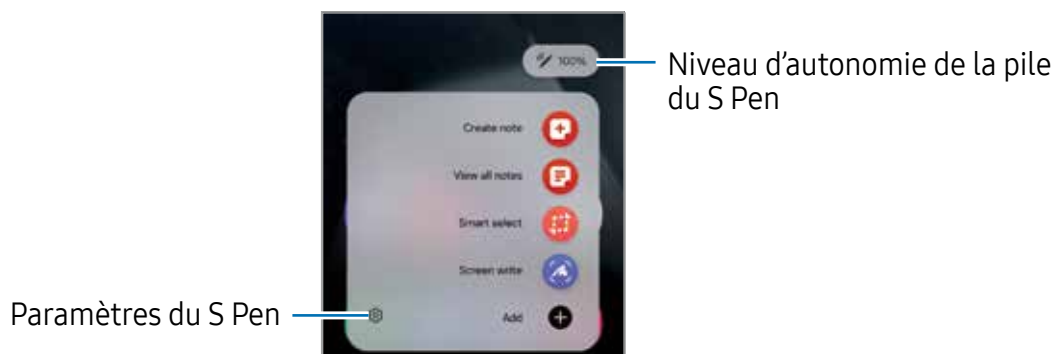 100%
Niveau d'autonomie de la pile
du S Pen
Create note
View all notes
Smart select
Screen write
Paramètres du S Pen
Add